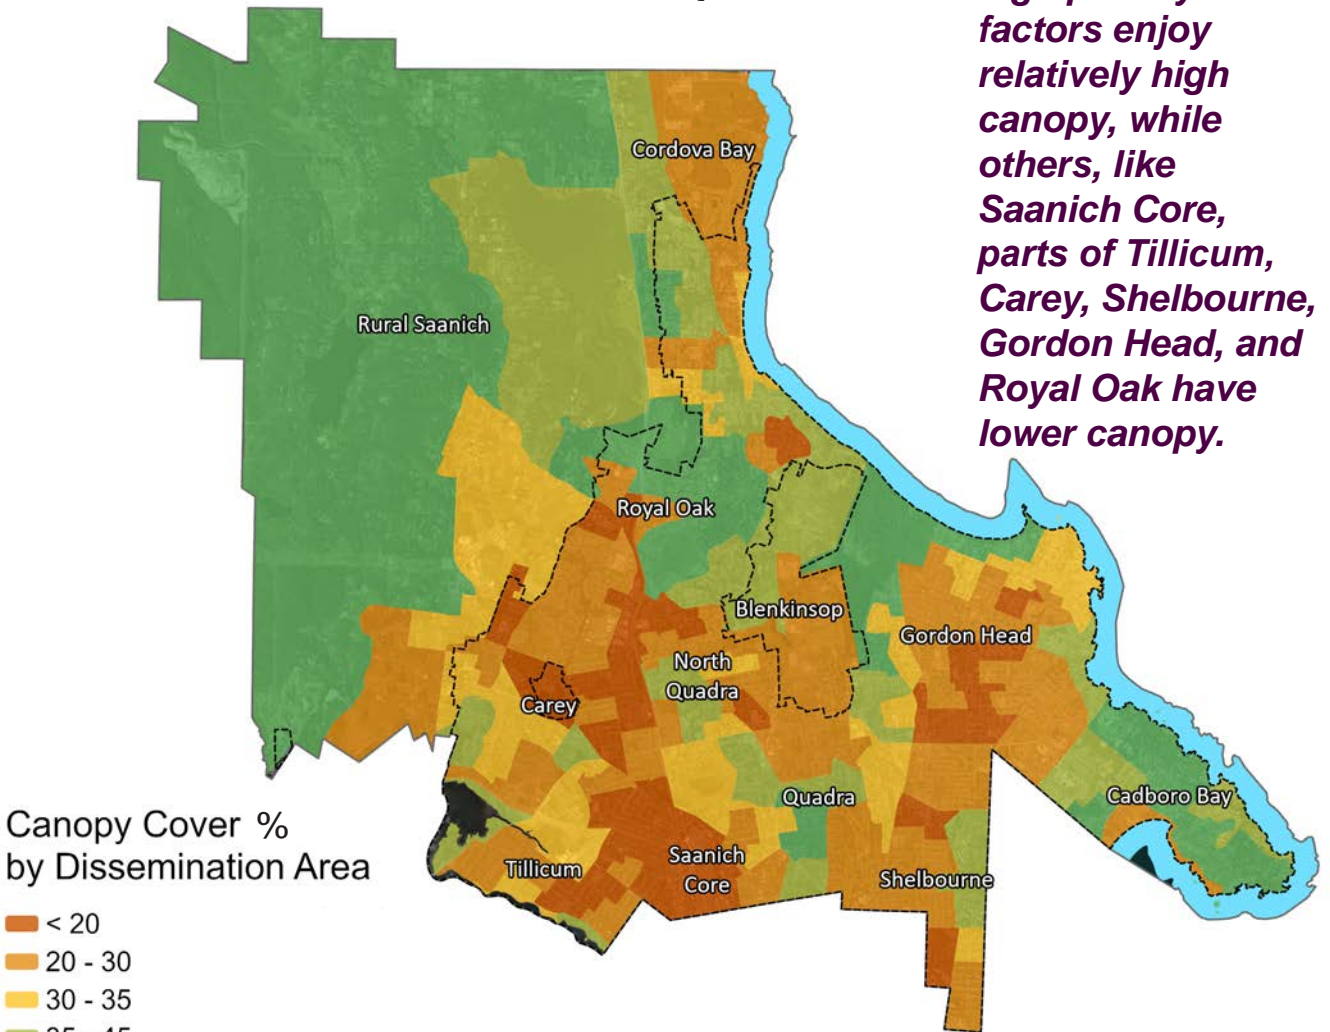 factors enjoy
relatively high
canopy, while
others, like
Saanich Core,
parts of Tillicum,
Carey, Shelbourne,
Gordon Head, and
Royal Oak have
lower canopy.
Cordova Bay
Rural Saanich
Royal Oak
Blenkinsop
Gordon Head
North
Quadra
Carey
Quadra
Cadboro Bay
Tillicum
Saanich
Core
Shelbourne
Canopy Cover %
by Dissemination Area
< 20
20 - 30
30 - 35